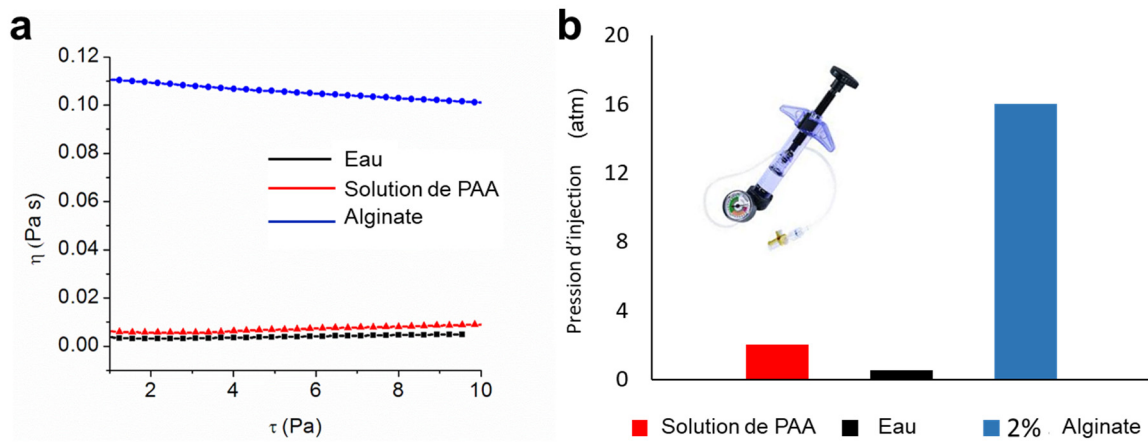 a
0.12
0.10
0.08
0.06
0.04
0.02
0.00
η (Pa s)
2
4
6
8
10
τ (Pa)
Eau
Solution de PAA
Alginate
b
20
16
12
8
4
0
Pression d'injection (atm)
Solution de PAA
Eau
2% Alginate